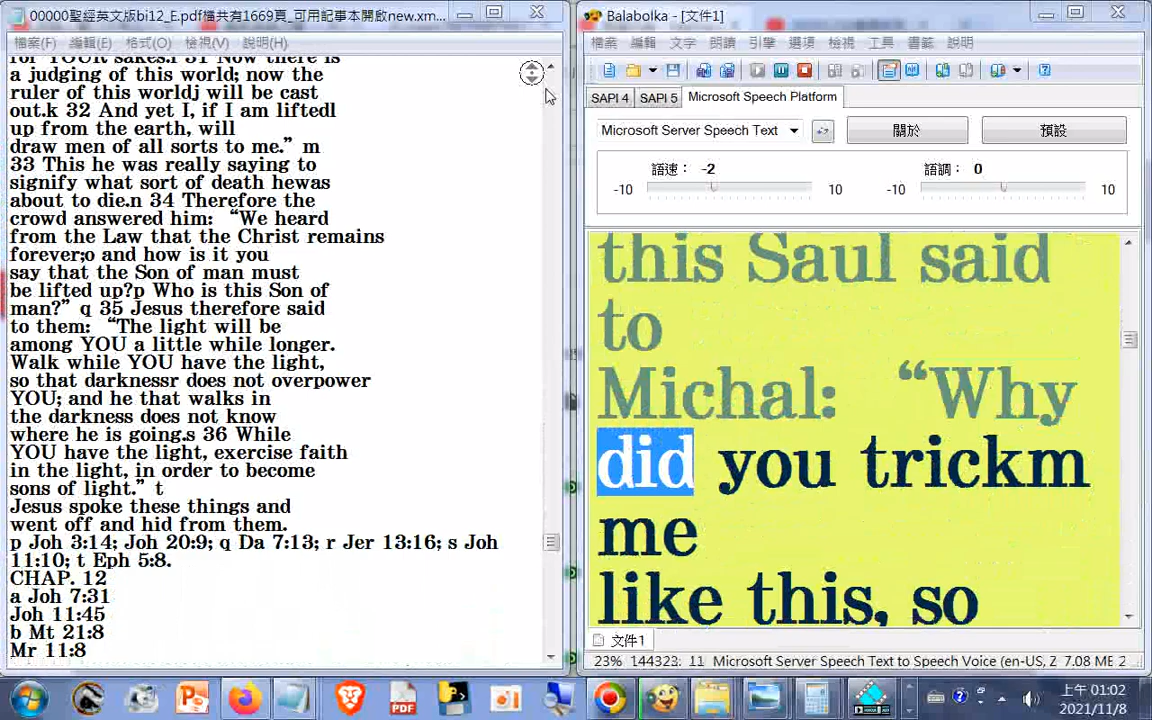 00000聖經英文版bi12_E.pdf檔共有1669頁_可用記事本開啟new.xm...
檔案(F) 編輯(E) 格式(O) 檢視(V) 說明(H)
for YOUR sakes.i 31 Now there is
a judging of this world; now the
ruler of this worldj will be cast
out.k 32 And yet I, if I am liftedl
up from the earth, will
draw men of all sorts to me.” m
33 This he was really saying to
signify what sort of death hewas
about to die.n 34 Therefore the
crowd answered him: “We heard
from the Law that the Christ remains
forever;o and how is it you
say that the Son of man must
be lifted up?p Who is this Son of
man?” q 35 Jesus therefore said
to them: “The light will be
among YOU a little while longer.
Walk while YOU have the light,
so that darknessr does not overpower
YOU; and he that walks in
the darkness does not know
where he is going.s 36 While
YOU have the light, exercise faith
in the light, in order to become
sons of light.” t
Jesus spoke these things and
went off and hid from them.
p Joh 3:14; Joh 20:9; q Da 7:13; r Jer 13:16; s Joh
11:10; t Eph 5:8.
CHAP. 12
a Joh 7:31
Joh 11:45
b Mt 21:8
Mr 11:8
Balabolka - [文件1]
檔案 編輯 文字 朗讀 引擎 選項 檢視 工具 書籤 說明
SAPI 4 SAPI 5 Microsoft Speech Platform
Microsoft Server Speech Text 關於 預設
語速: -2 語調: 0
-10 10 -10 10
this Saul said
to
Michal: “Why
did you trickm
me
like this, so
文件1
23% 144323: 11 Microsoft Server Speech Text to Speech Voice (en-US, Z 7.08 ME 2
PDF
上午 01:02
2021/11/8